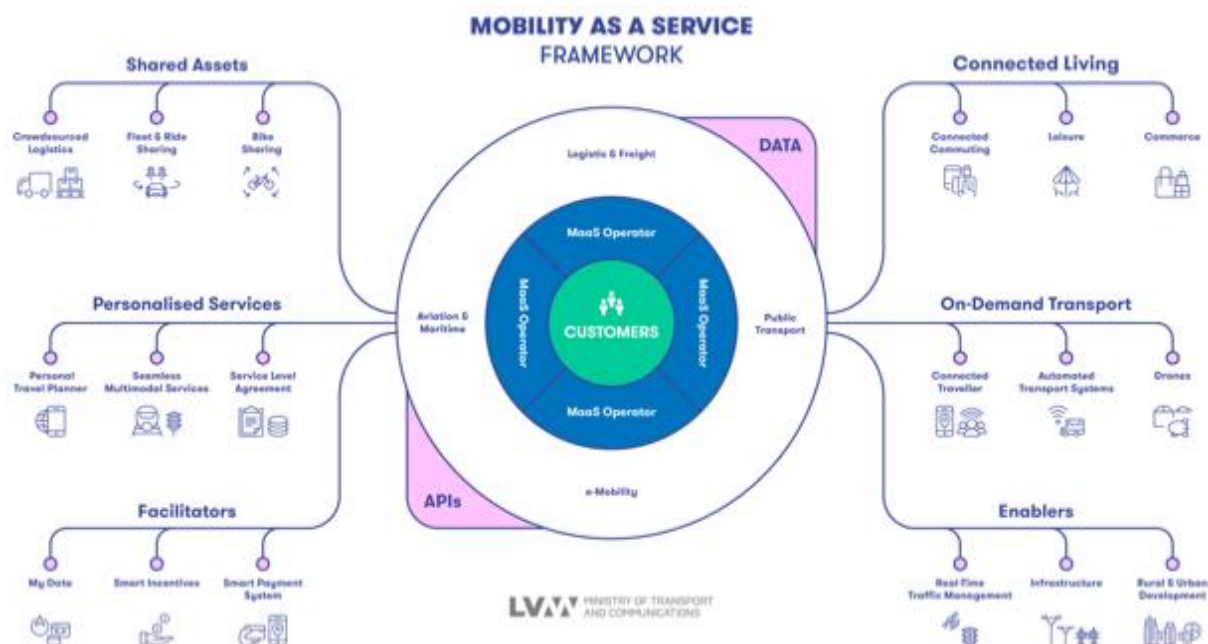 MOBILITY AS A SERVICE
FRAMEWORK
Shared Assets
Crowdsourced
Logistics
Fleet & Ride
Sharing
Bike
Sharing
Personalised Services
Personal
Travel Planner
Seamless
Multimodal Services
Service Level
Agreement
Facilitators
My Data
Smart Incentives
Smart Payment
System
Logistic & Freight
DATA
MaaS Operator
MaaS Operator
CUSTOMERS
MaaS Operator
MaaS Operator
Aviation &
Maritime
Public
Transport
e-Mobility
APIs
Connected Living
Connected
Commuting
Leisure
Commerce
On-Demand Transport
Connected
Traveller
Automated
Transport Systems
Drones
Enablers
Real-Time
Traffic Management
Infrastructure
Rural & Urban
Development
LVM MINISTRY OF TRANSPORT
AND COMMUNICATIONS